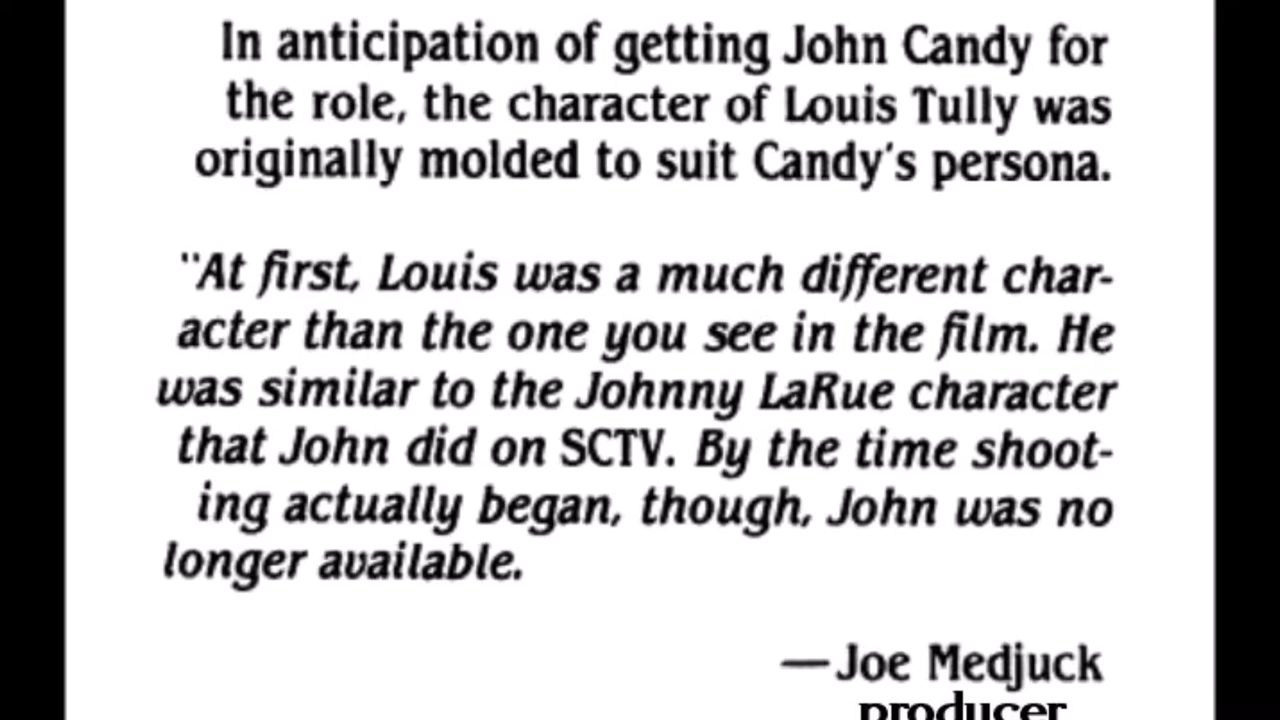 In anticipation of getting John Candy for
the role, the character of Louis Tully was
originally molded to suit Candy's persona.
"At first, Louis was a much different char-
acter than the one you see in the film. He
was similar to the Johnny LaRue character
that John did on SCTV. By the time shoot-
ing actually began, though, John was no
longer available.
—Joe Medjuck
producer